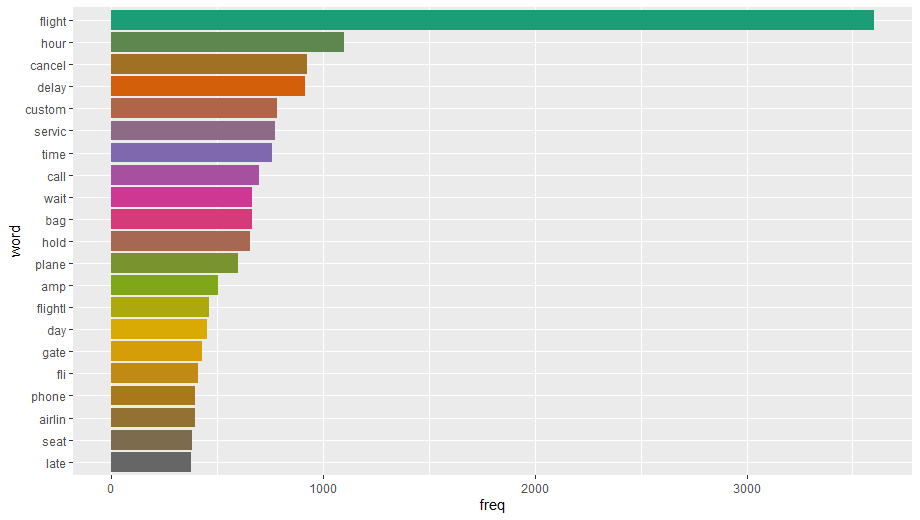 flight
hour
cancel
delay
custom
servic
time
call
wait
bag
hold
plane
amp
flightl
day
gate
fli
phone
airlin
seat
late
word
0 1000 2000 3000
freq